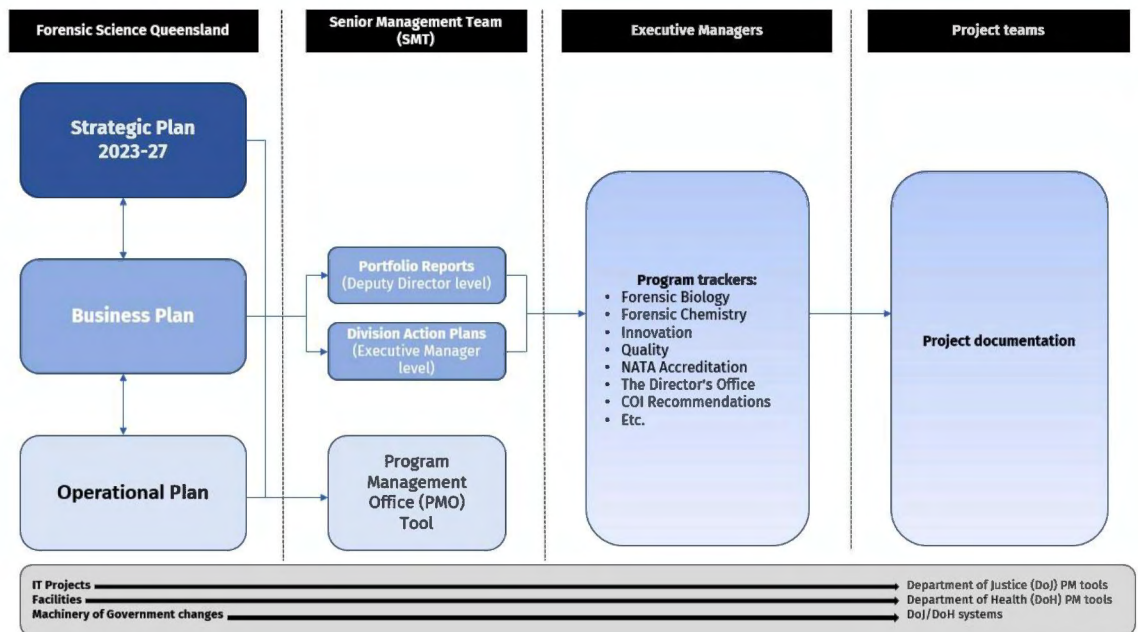 Forensic Science Queensland
Senior Management Team
(SMT)
Executive Managers
Project teams
Strategic Plan
2023-27
Business Plan
Operational Plan
Portfolio Reports
(Deputy Director level)
Division Action Plans
(Executive Manager
level)
Program
Management
Office (PMO)
Tool
Program trackers:
• Forensic Biology
• Forensic Chemistry
• Innovation
• Quality
• NATA Accreditation
• The Director's Office
• COI Recommendations
• Etc.
Project documentation
IT Projects Department of Justice (DoJ) PM tools
Facilities Department of Health (DoH) PM tools
Machinery of Government changes DoJ/DoH systems